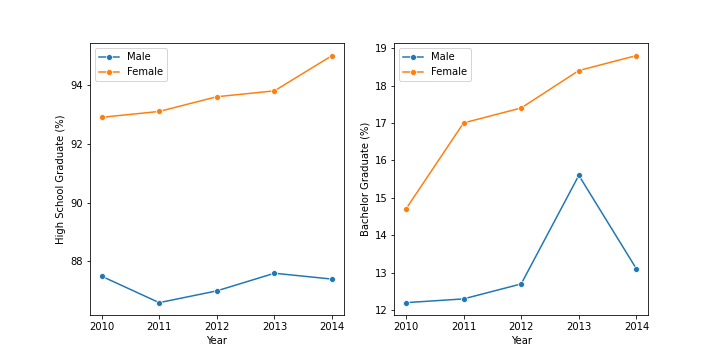 Male
Female
High School Graduate (%)
94
92
90
88
2010 2011 2012 2013 2014
Year
Male
Female
Bachelor Graduate (%)
19
18
17
16
15
14
13
12
2010 2011 2012 2013 2014
Year